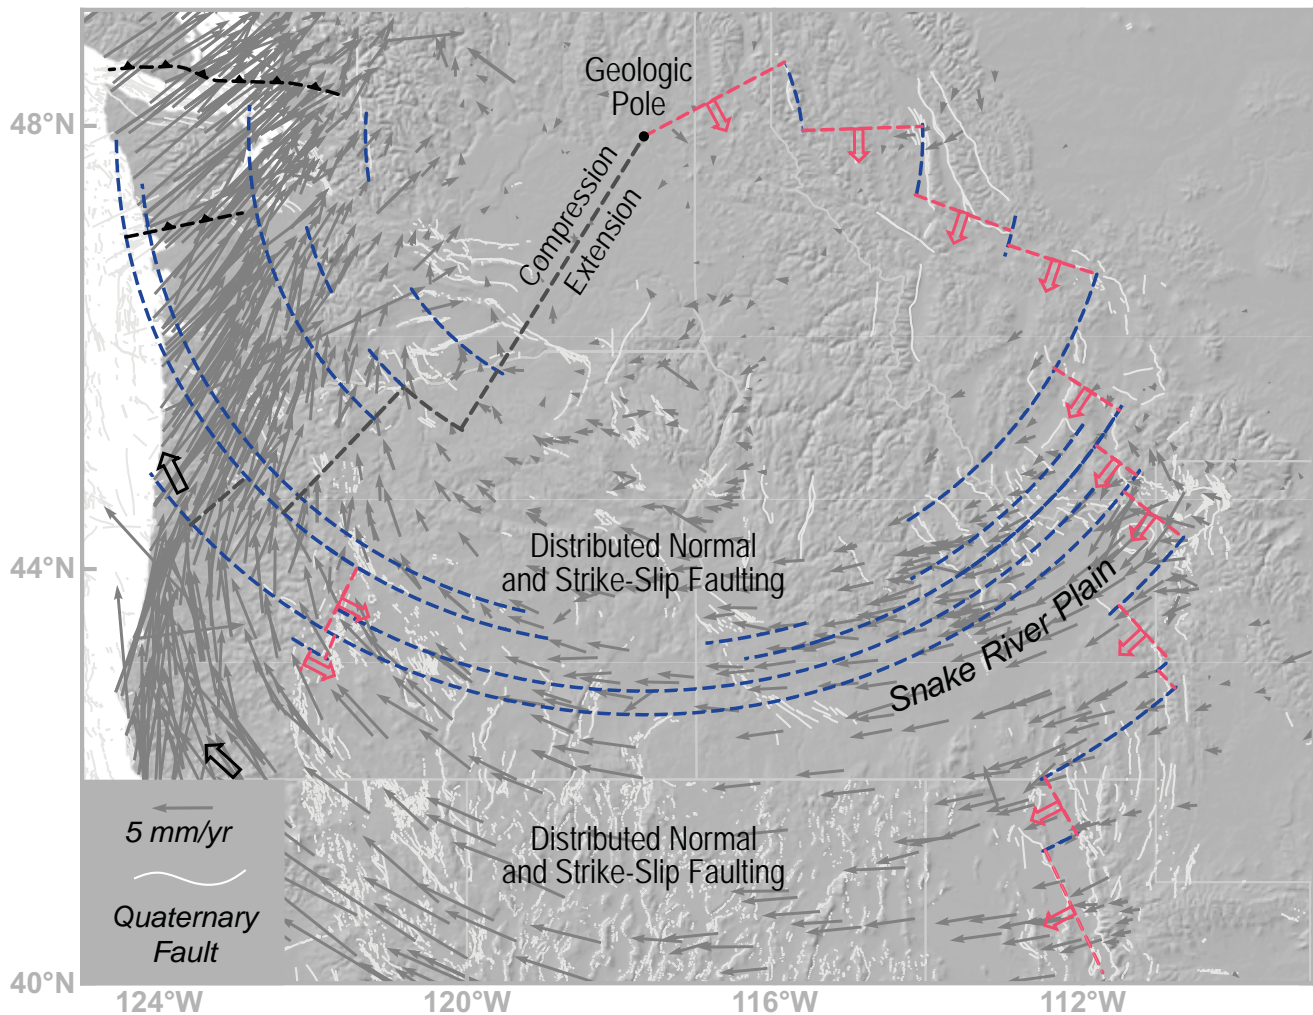 Geologic
Pole
48°N
Compression
Extension
Distributed Normal
and Strike-Slip Faulting
44°N
Snake River Plain
5 mm/yr
Distributed Normal
and Strike-Slip Faulting
Quaternary
Fault
40°N
124°W
120°W
116°W
112°W